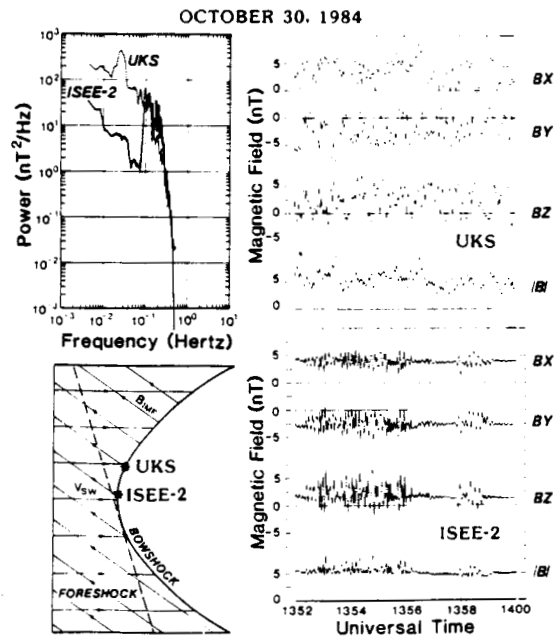 OCTOBER 30, 1984
10³
10²
10¹
10⁰
10⁻¹
10⁻²
10⁻³ 10⁻² 10⁻¹ 10⁰ 10¹
Power (nT²/Hz)
Frequency (Hertz)
UKS
ISEE-2
BIMF
VSW
UKS
ISEE-2
BOWSHOCK
FORESHOCK
Magnetic Field (nT)
5
0
BX
0
-5
BY
5
0
-5
BZ
UKS
5
0
|B|
Magnetic Field (nT)
5
0
BX
0
-5
BY
5
0
BZ
ISEE-2
5
0
|B|
1352 1354 1356 1358 1400
Universal Time